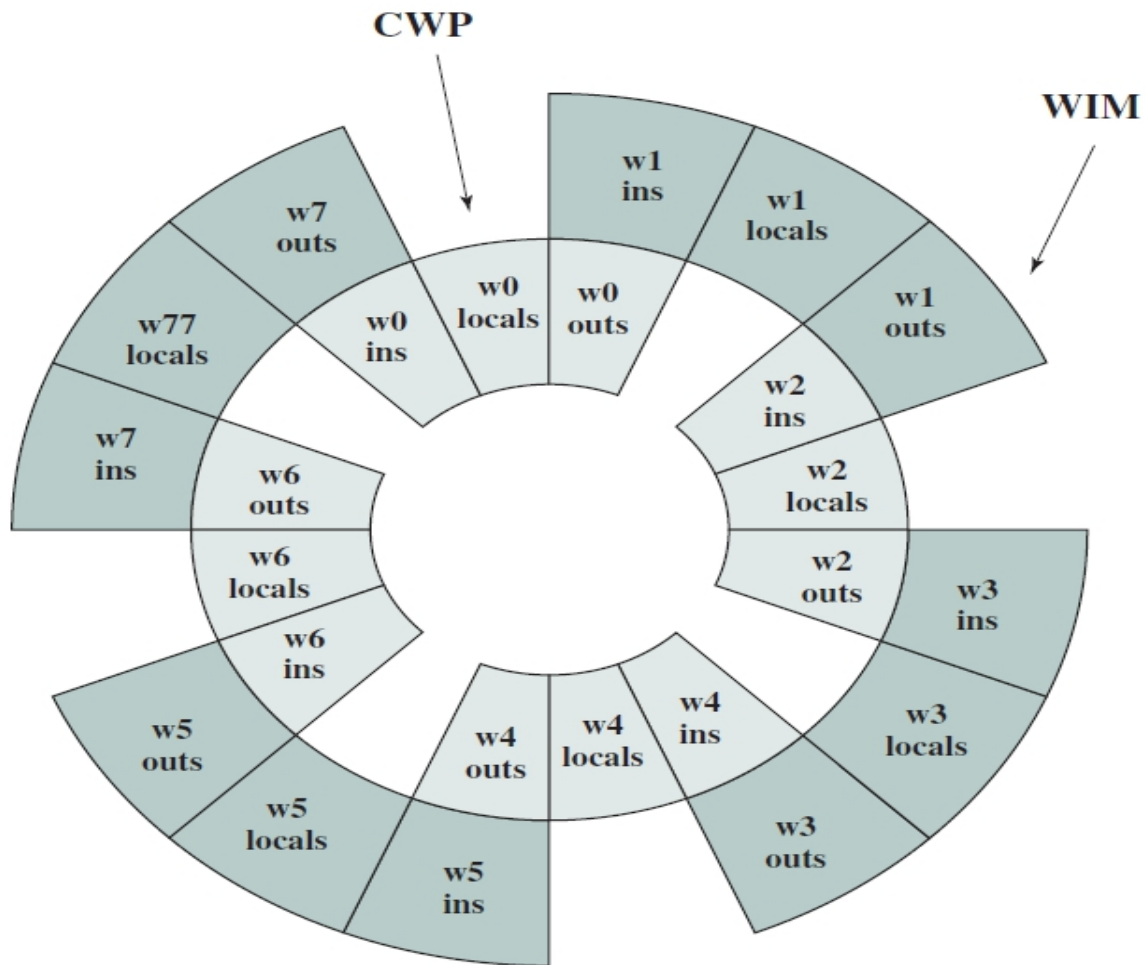 CWP
WIM
w1
ins
w1
locals
w1
outs
w7
outs
w77
locals
w7
ins
w0
ins
w0
locals
w0
outs
w2
ins
w2
locals
w2
outs
w3
ins
w3
locals
w3
outs
w4
ins
w4
locals
w4
outs
w5
ins
w5
locals
w5
outs
w6
ins
w6
locals
w6
outs